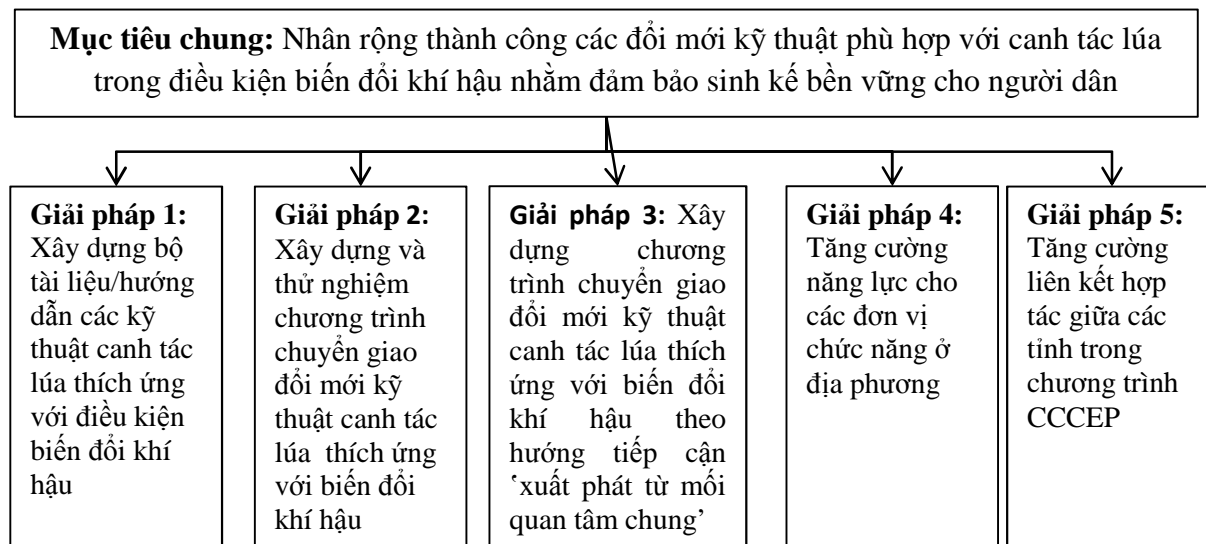 Mục tiêu chung: Nhân rộng thành công các đổi mới kỹ thuật phù hợp với canh tác lúa
trong điều kiện biến đổi khí hậu nhằm đảm bảo sinh kế bền vững cho người dân
Giải pháp 1:
Xây dựng bộ
tài liệu/hướng
dẫn các kỹ
thuật canh tác
lúa thích ứng
với điều kiện
biến đổi khí
hậu
Giải pháp 2:
Xây dựng và
thử nghiệm
chương trình
chuyển giao
đổi mới kỹ
thuật canh tác
lúa thích ứng
với biến đổi
khí hậu
Giải pháp 3: Xây
dựng chương
trình chuyển giao
đổi mới kỹ thuật
canh tác lúa thích
ứng với biến đổi
khí hậu theo
hướng tiếp cận
‘xuất phát từ mối
quan tâm chung’
Giải pháp 4:
Tăng cường
năng lực cho
các đơn vị
chức năng ở
địa phương
Giải pháp 5:
Tăng cường
liên kết hợp
tác giữa các
tỉnh trong
chương trình
CCCEP